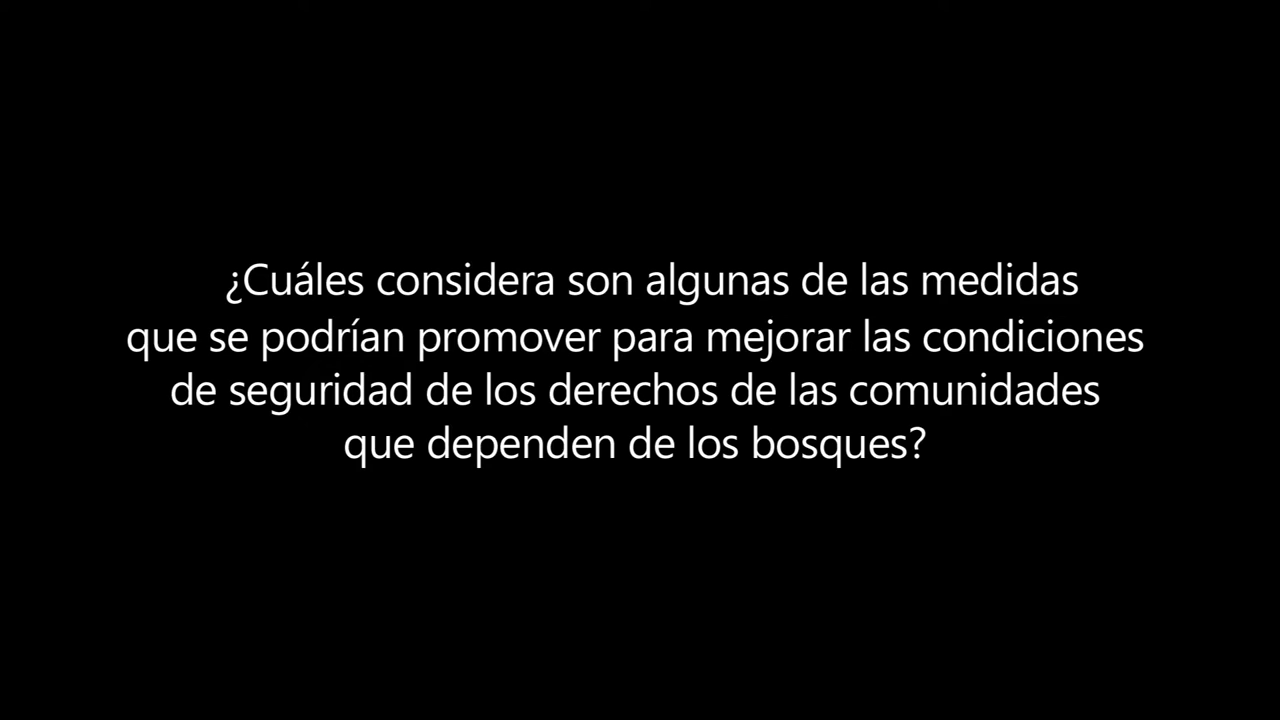 ¿Cuáles considera son algunas de las medidas
que se podrían promover para mejorar las condiciones
de seguridad de los derechos de las comunidades
que dependen de los bosques?